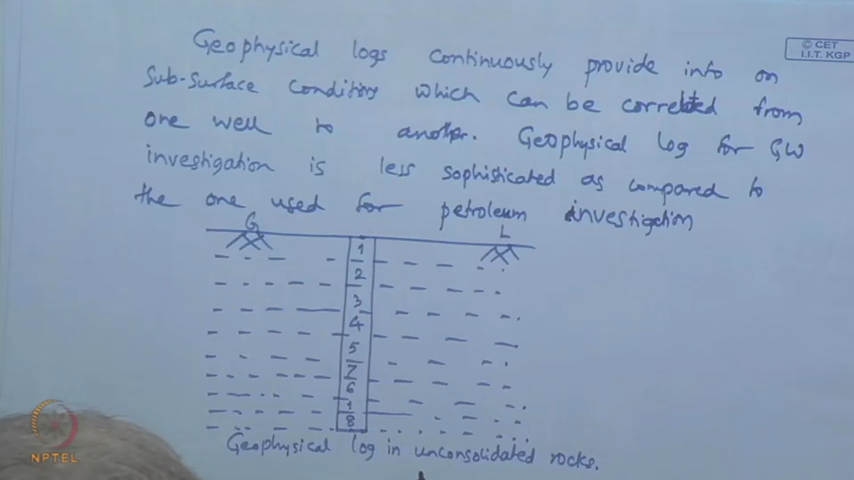 © CET
I.I.T. KGP
Geophysical logs continuously provide info on
Sub-Surface conditions which can be correlated from
one well to another. Geophysical log for GW
investigation is less sophisticated as compared to
the one used for petroleum investigation
G L
1
2
3
4
5
7
6
1
8
Geophysical log in unconsolidated rocks.
NPTEL